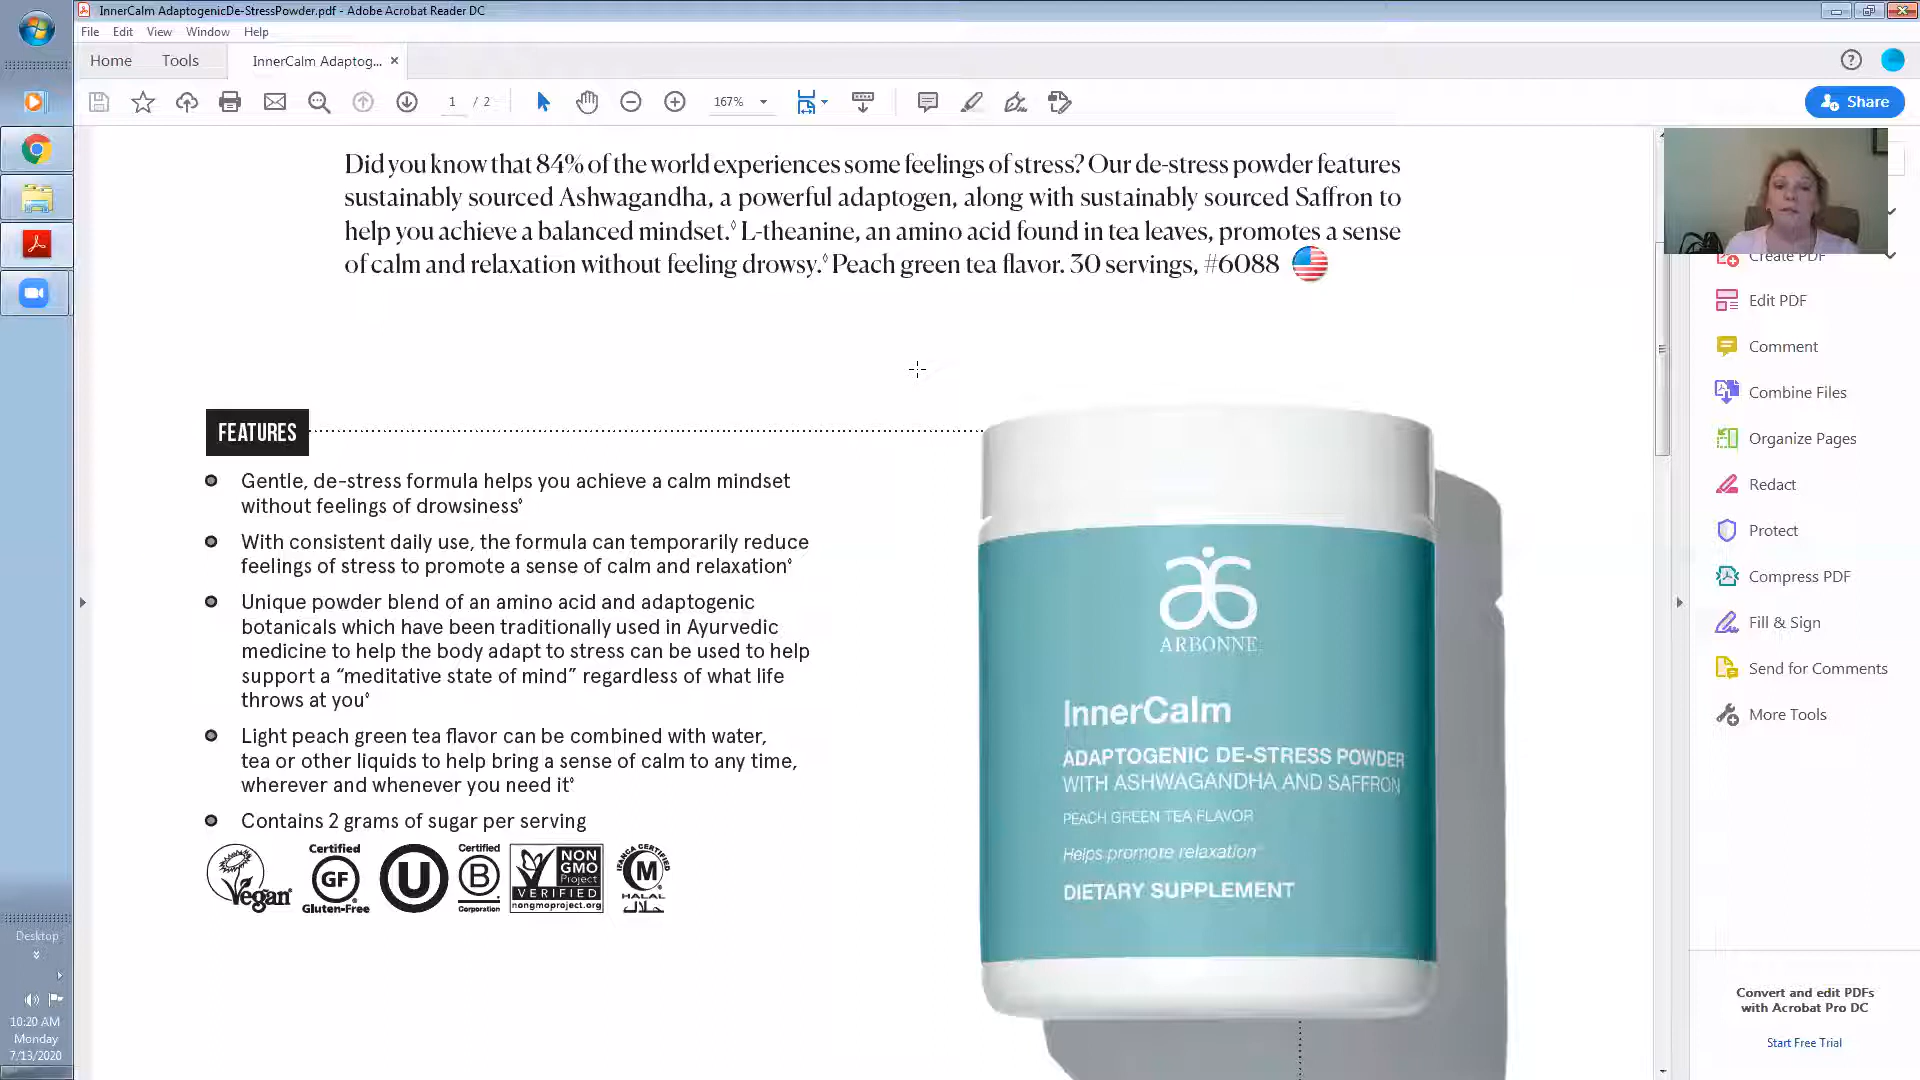 InnerCalm AdaptogenicDe-StressPowder.pdf - Adobe Acrobat Reader DC
File Edit View Window Help
Home Tools InnerCalm Adaptog... ×
1 / 2 167% Share
Did you know that 84% of the world experiences some feelings of stress? Our de-stress powder features
sustainably sourced Ashwagandha, a powerful adaptogen, along with sustainably sourced Saffron to
help you achieve a balanced mindset.◊ L-theanine, an amino acid found in tea leaves, promotes a sense
of calm and relaxation without feeling drowsy.◊ Peach green tea flavor. 30 servings, #6088
FEATURES
Gentle, de-stress formula helps you achieve a calm mindset
without feelings of drowsiness◊
With consistent daily use, the formula can temporarily reduce
feelings of stress to promote a sense of calm and relaxation◊
Unique powder blend of an amino acid and adaptogenic
botanicals which have been traditionally used in Ayurvedic
medicine to help the body adapt to stress can be used to help
support a “meditative state of mind” regardless of what life
throws at you◊
Light peach green tea flavor can be combined with water,
tea or other liquids to help bring a sense of calm to any time,
wherever and whenever you need it◊
Contains 2 grams of sugar per serving
Vegan
Certified
GF
Gluten-Free
U
Certified
B
Corporation
NON
GMO
Project
VERIFIED
nongmoproject.org
IFANCA CERTIFIED
M
HALAL
حلال
ARBONNE
InnerCalm
ADAPTOGENIC DE-STRESS POWDER
WITH ASHWAGANDHA AND SAFFRON
PEACH GREEN TEA FLAVOR
Helps promote relaxation
DIETARY SUPPLEMENT
Create PDF
Edit PDF
Comment
Combine Files
Organize Pages
Redact
Protect
Compress PDF
Fill & Sign
Send for Comments
More Tools
Convert and edit PDFs
with Acrobat Pro DC
Start Free Trial
Desktop
10:20 AM
Monday
7/13/2020